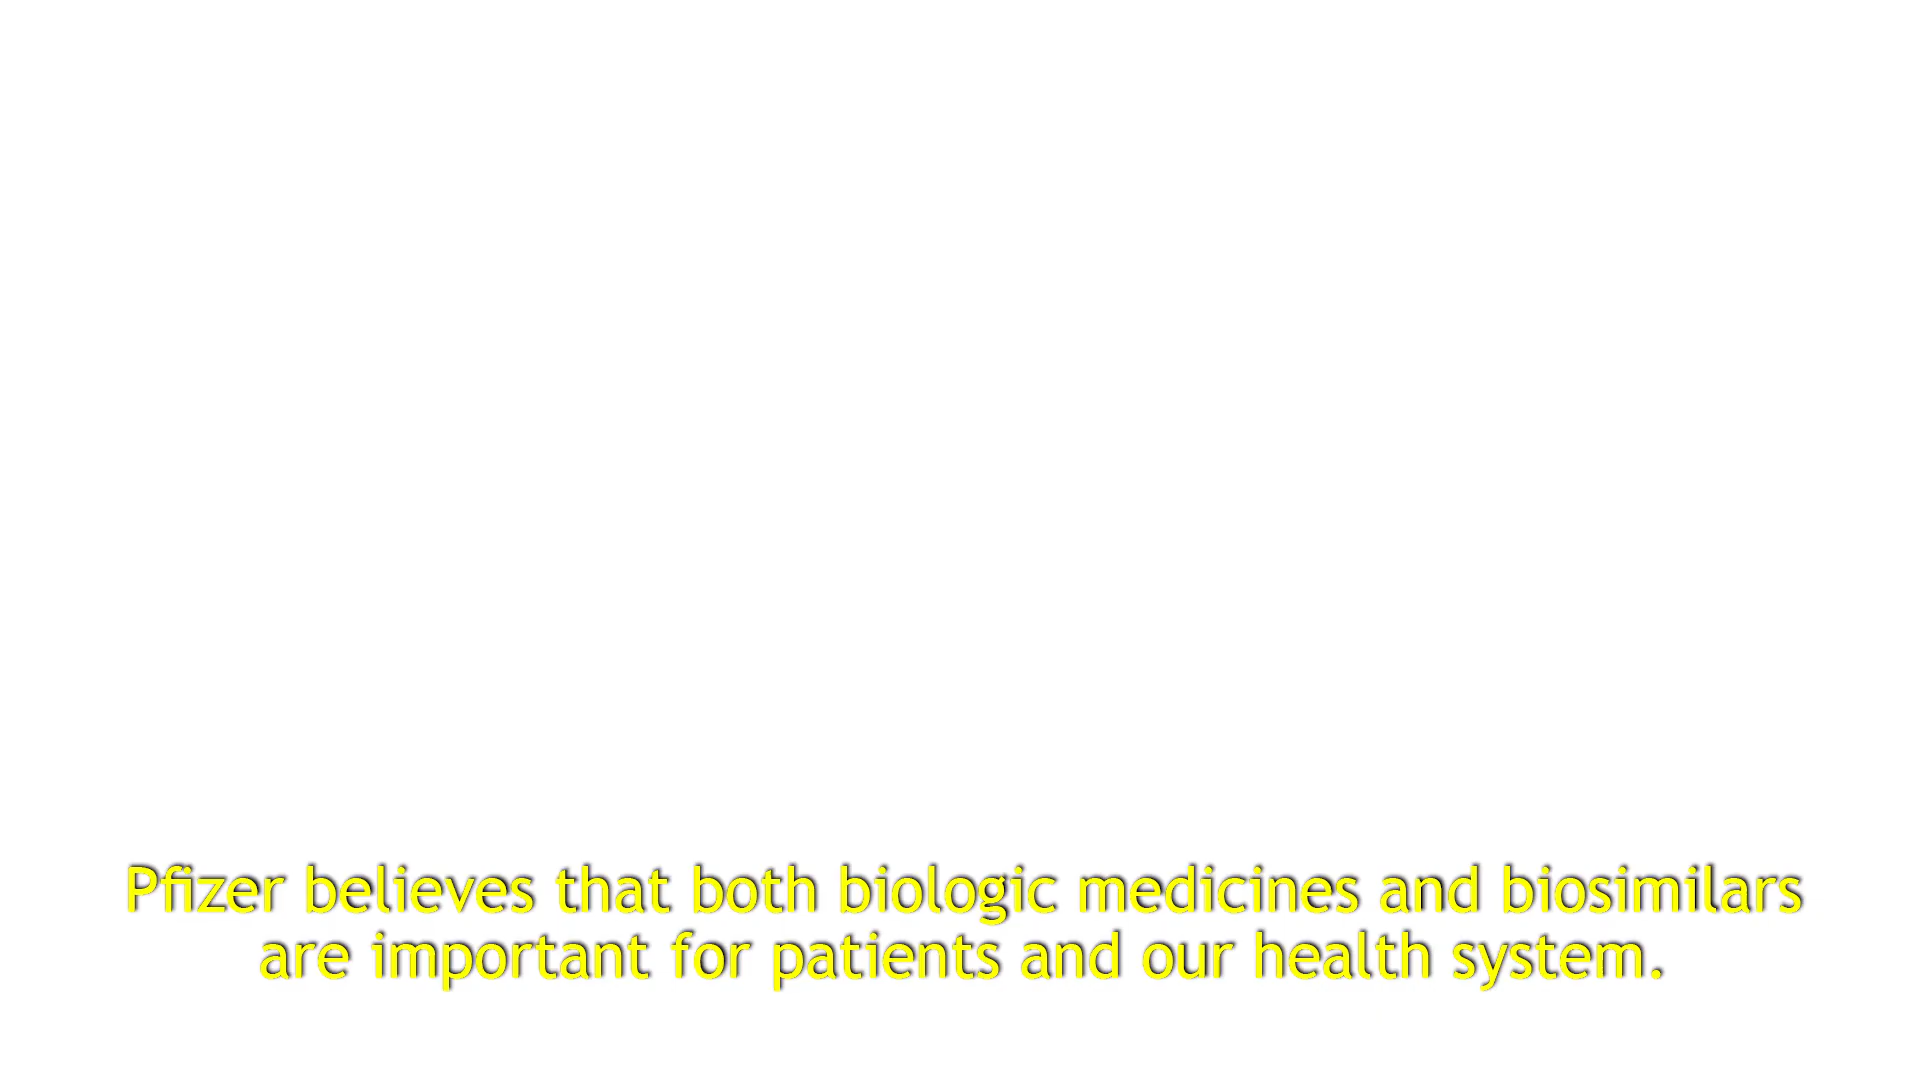 Pfizer believes that both biologic medicines and biosimilars
are important for patients and our health system.